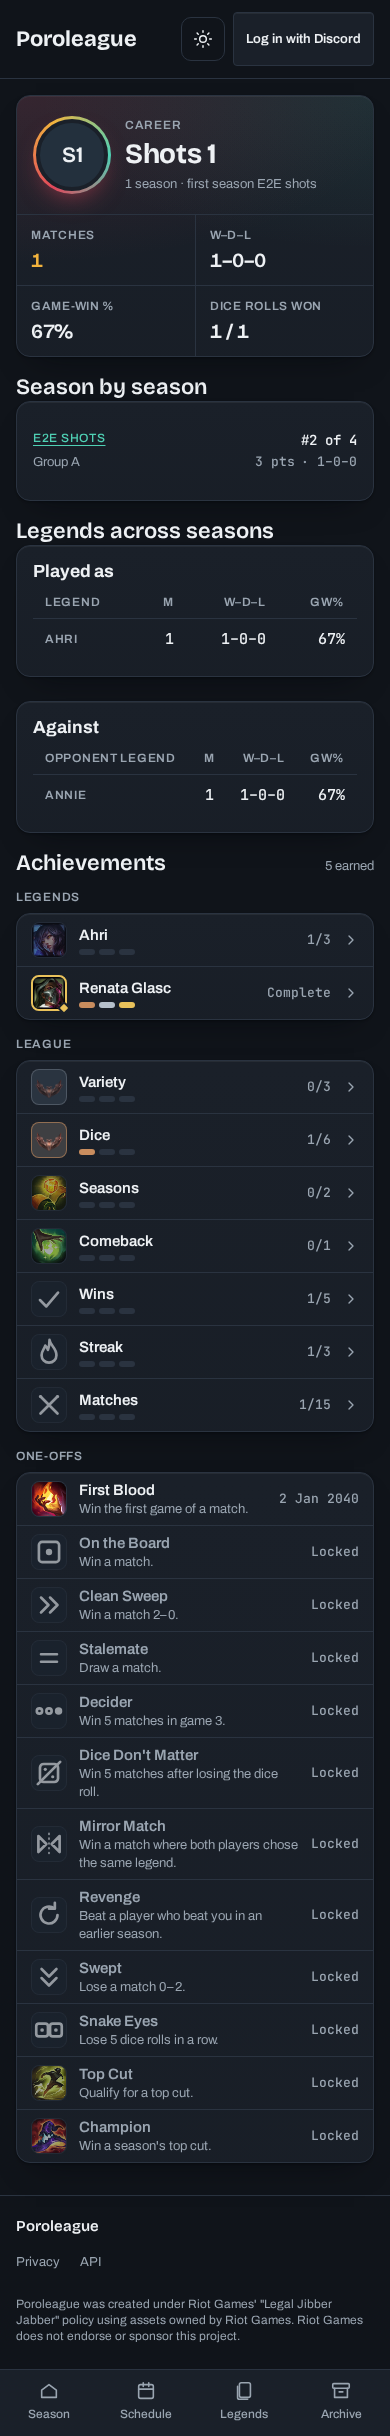 Poroleague
Log in with Discord
S1
CAREER
Shots 1
1 season · first season E2E shots
MATCHES
1
W–D–L
1–0–0
GAME-WIN %
67%
DICE ROLLS WON
1 / 1
Season by season
E2E SHOTS
#2 of 4
Group A
3 pts · 1-0-0
Legends across seasons
Played as
LEGEND M W–D–L GW%
AHRI 1 1-0-0 67%
Against
OPPONENT LEGEND M W–D–L GW%
ANNIE 1 1-0-0 67%
Achievements
5 earned
LEGENDS
Ahri
1/3
Renata Glasc
Complete
LEAGUE
Variety
0/3
Dice
1/6
Seasons
0/2
Comeback
0/1
Wins
1/5
Streak
1/3
Matches
1/15
ONE-OFFS
First Blood
Win the first game of a match.
2 Jan 2040
On the Board
Win a match.
Locked
Clean Sweep
Win a match 2–0.
Locked
Stalemate
Draw a match.
Locked
Decider
Win 5 matches in game 3.
Locked
Dice Don't Matter
Win 5 matches after losing the dice
roll.
Locked
Mirror Match
Win a match where both players chose
the same legend.
Locked
Revenge
Beat a player who beat you in an
earlier season.
Locked
Swept
Lose a match 0–2.
Locked
Snake Eyes
Lose 5 dice rolls in a row.
Locked
Top Cut
Qualify for a top cut.
Locked
Champion
Win a season's top cut.
Locked
Poroleague
Privacy API
Poroleague was created under Riot Games' "Legal Jibber
Jabber" policy using assets owned by Riot Games. Riot Games
does not endorse or sponsor this project.
Season Schedule Legends Archive